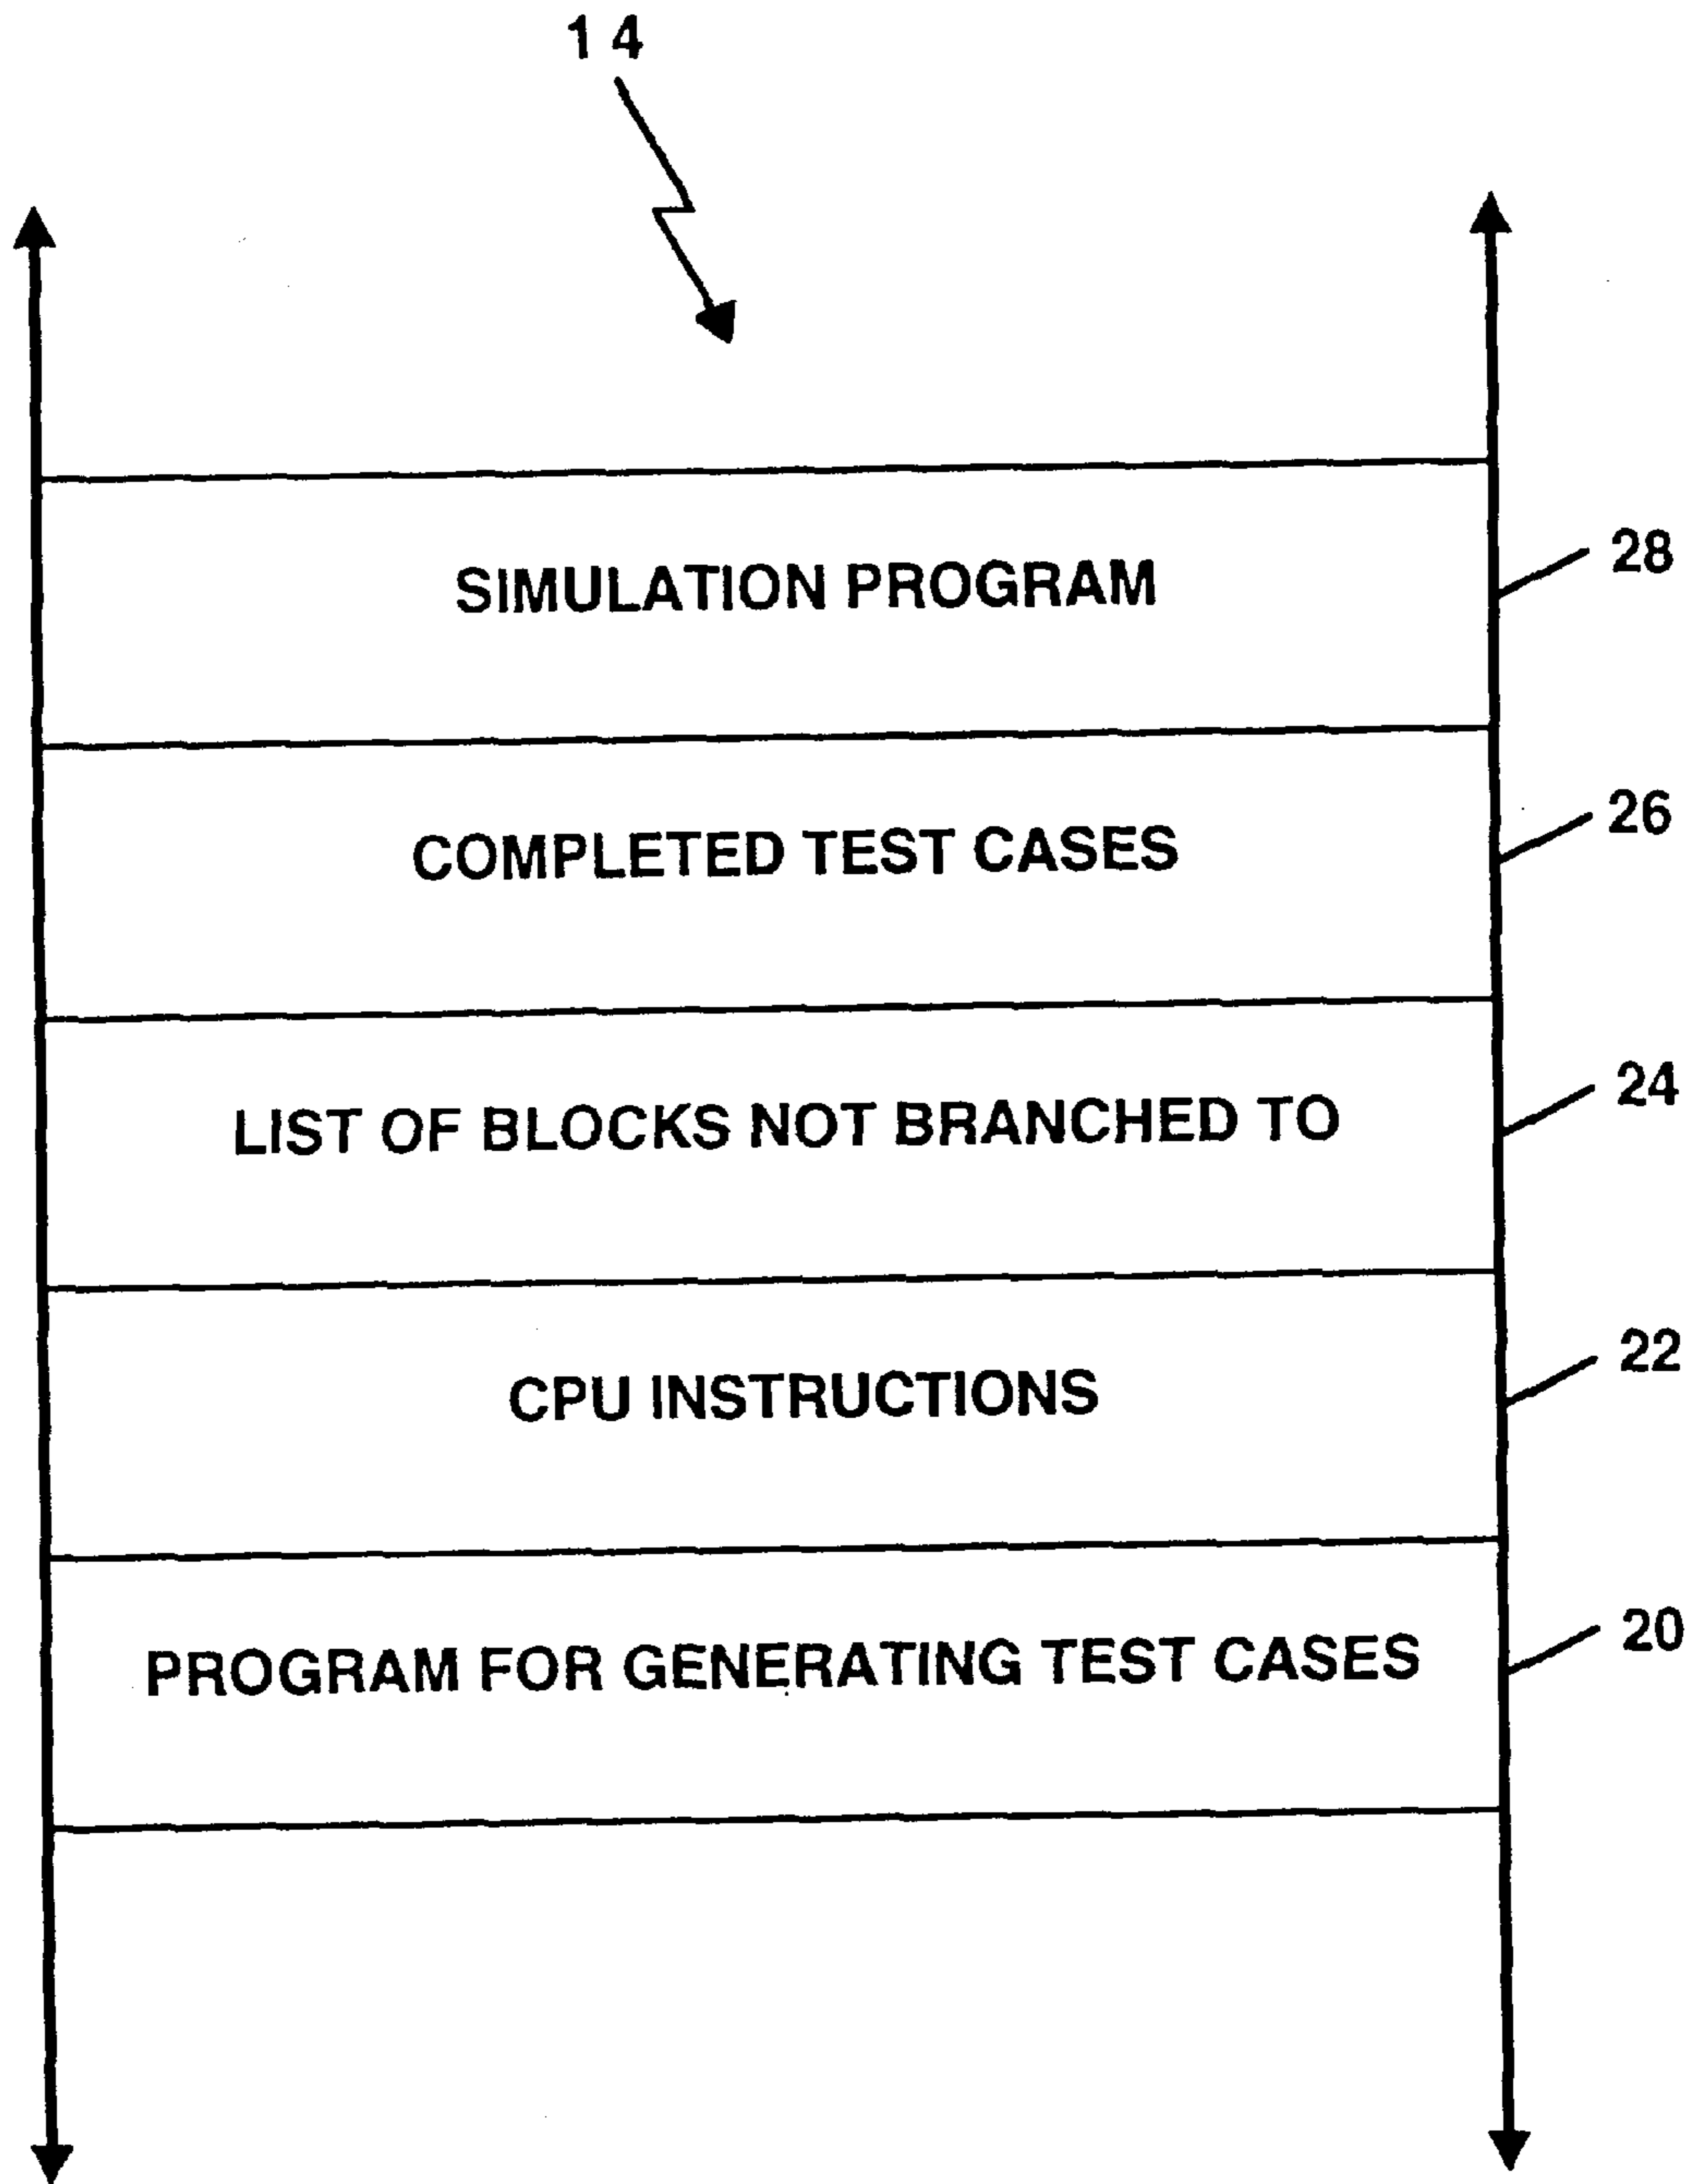 14
SIMULATION PROGRAM
28
COMPLETED TEST CASES
26
LIST OF BLOCKS NOT BRANCHED TO
24
CPU INSTRUCTIONS
22
PROGRAM FOR GENERATING TEST CASES
20